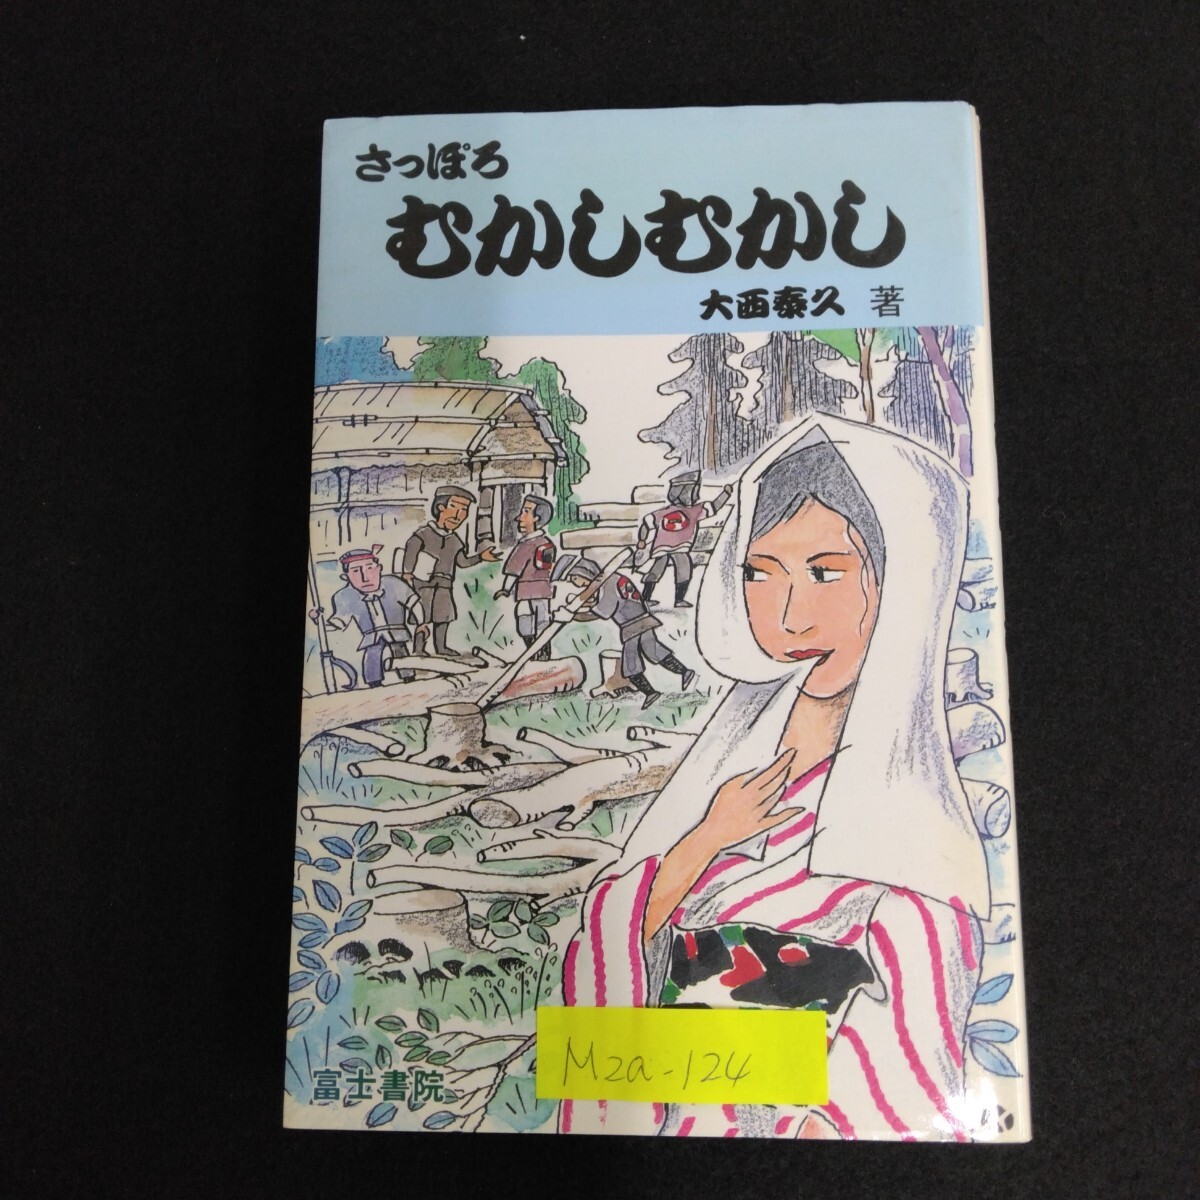 さっぽろ
むかしむかし
大西泰久 著
Mza-124
富士書院